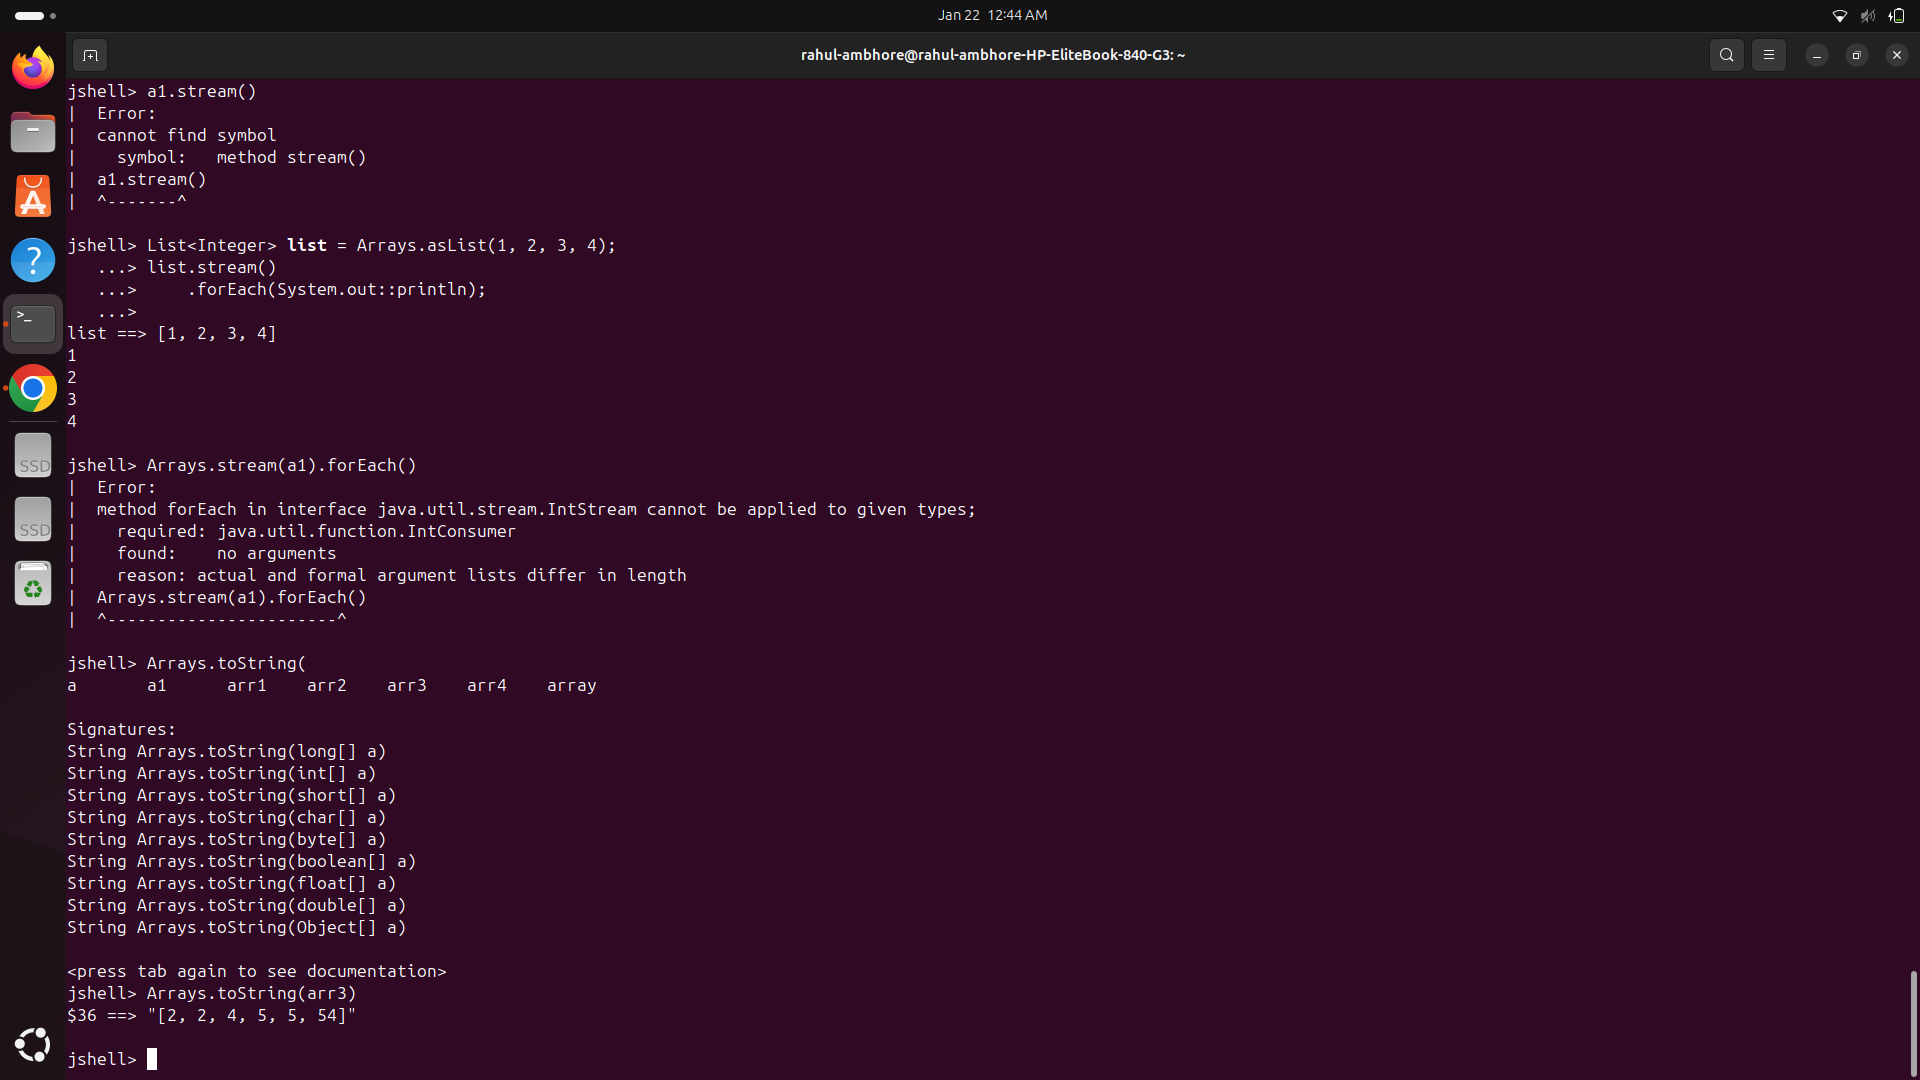 Jan 22  12:44 AM
rahul-ambhore@rahul-ambhore-HP-EliteBook-840-G3: ~
jshell> a1.stream()
|  Error:
|  cannot find symbol
|    symbol:   method stream()
|  a1.stream()
|  ^-------^
jshell> List<Integer> list = Arrays.asList(1, 2, 3, 4);
   ...> list.stream()
   ...>     .forEach(System.out::println);
   ...>
list ==> [1, 2, 3, 4]
1
2
3
4
jshell> Arrays.stream(a1).forEach()
|  Error:
|  method forEach in interface java.util.stream.IntStream cannot be applied to given types;
|    required: java.util.function.IntConsumer
|    found:    no arguments
|    reason: actual and formal argument lists differ in length
|  Arrays.stream(a1).forEach()
|  ^-----------------------^
jshell> Arrays.toString(
a       a1      arr1    arr2    arr3    arr4    array
Signatures:
String Arrays.toString(long[] a)
String Arrays.toString(int[] a)
String Arrays.toString(short[] a)
String Arrays.toString(char[] a)
String Arrays.toString(byte[] a)
String Arrays.toString(boolean[] a)
String Arrays.toString(float[] a)
String Arrays.toString(double[] a)
String Arrays.toString(Object[] a)
<press tab again to see documentation>
jshell> Arrays.toString(arr3)
$36 ==> "[2, 2, 4, 5, 5, 54]"
jshell>
SSD
SSD